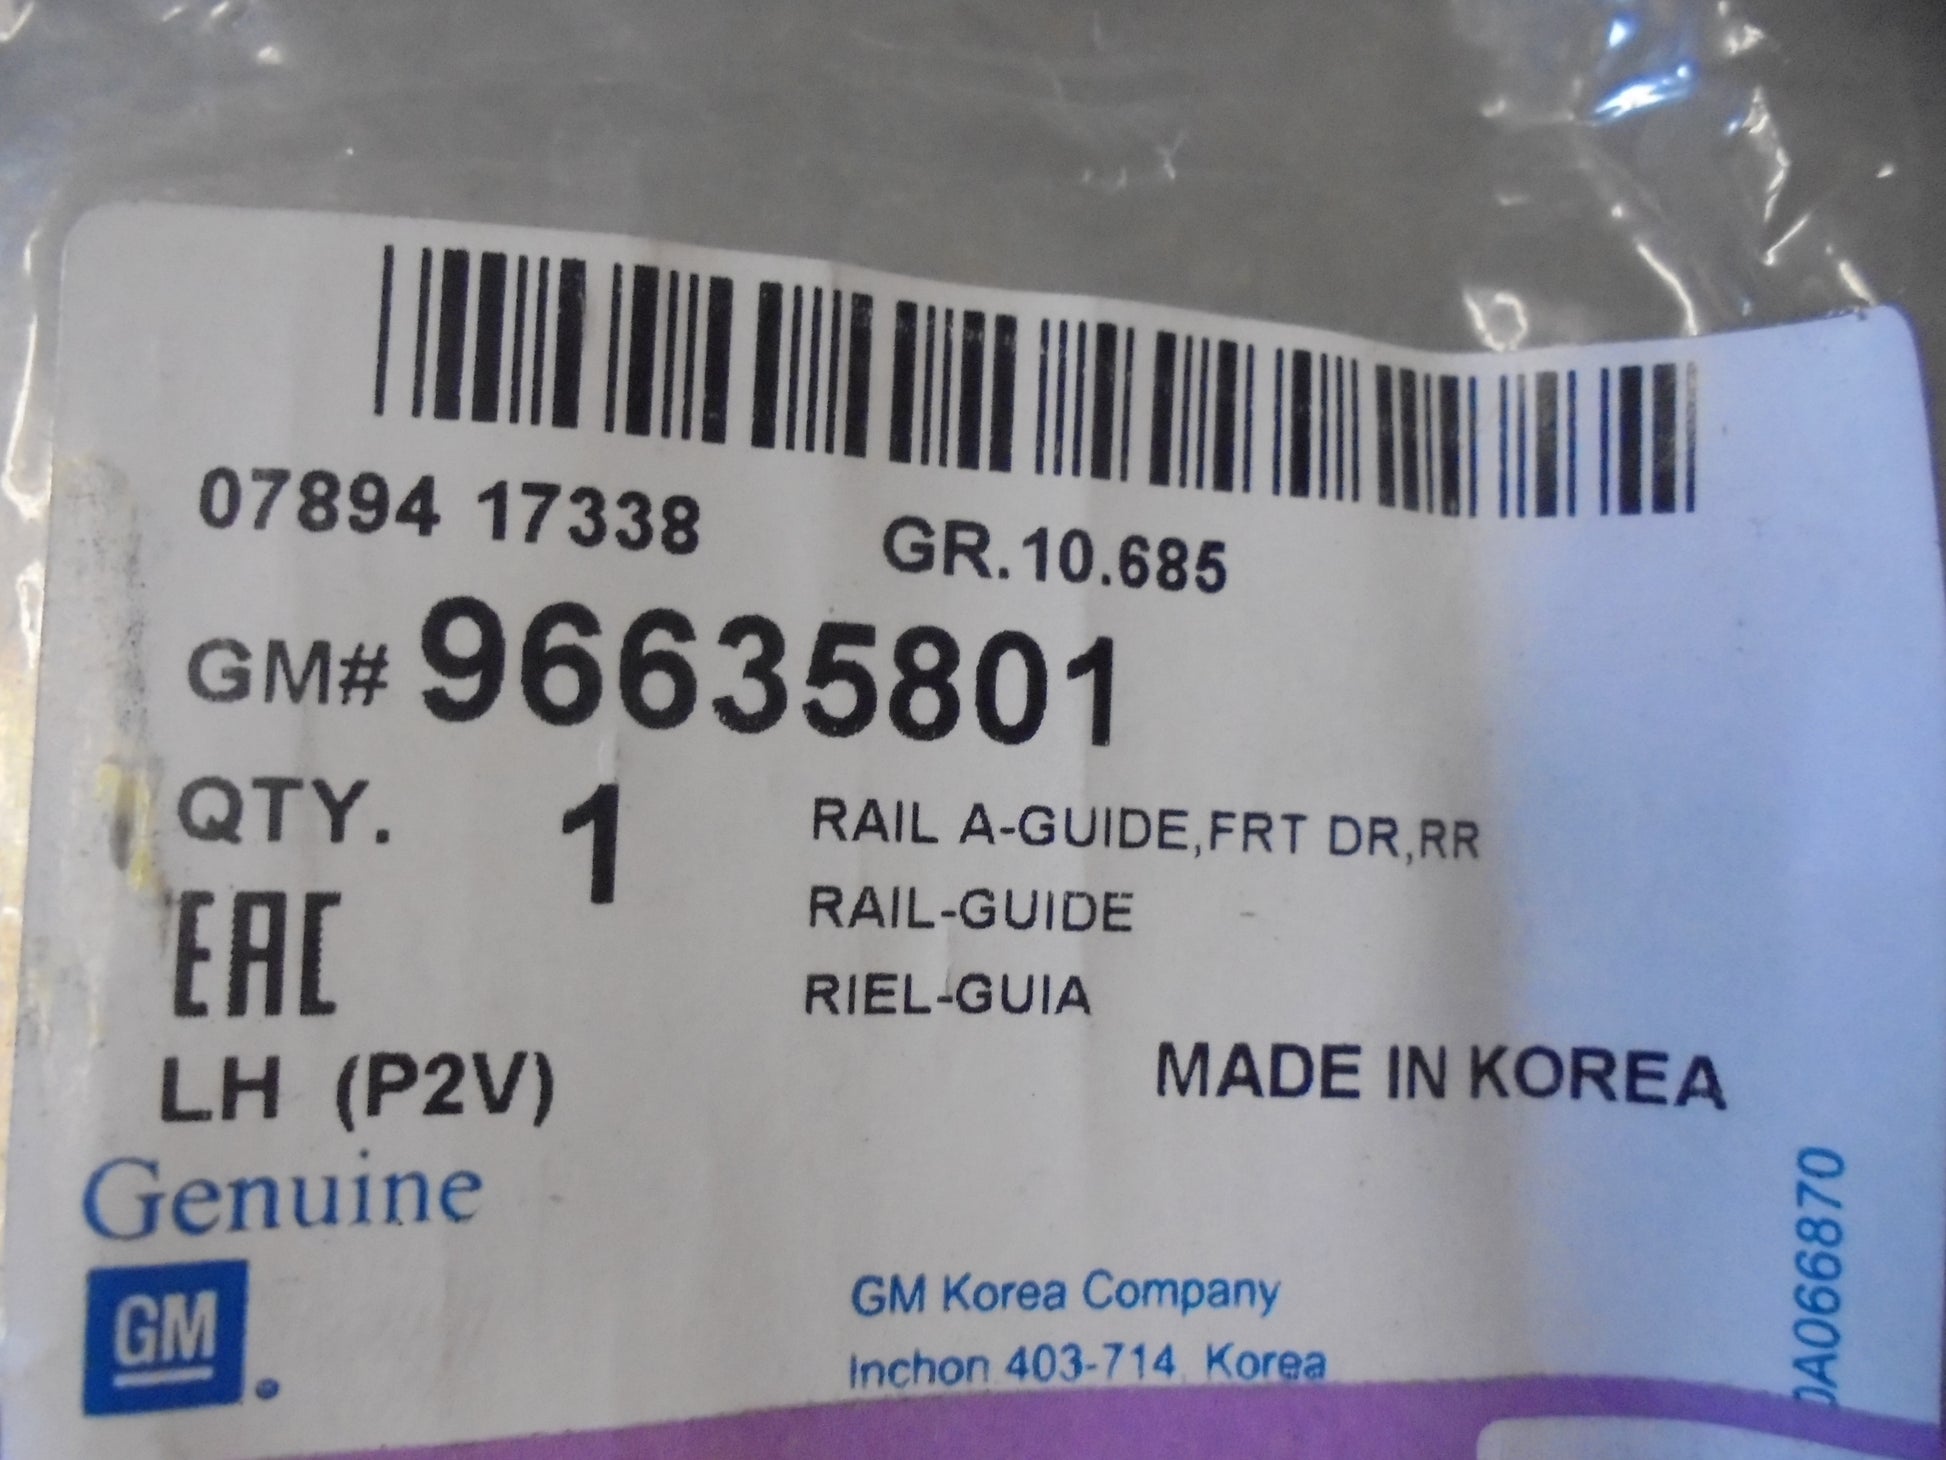 07894 17338 GR.10.685
GM# 96635801
QTY. 1 RAIL A-GUIDE,FRT DR,RR
RAIL-GUIDE
EAC
RIEL-GUIA
LH (P2V) MADE IN KOREA
Genuine
GM
GM Korea Company
Inchon 403-714, Korea
0A066870